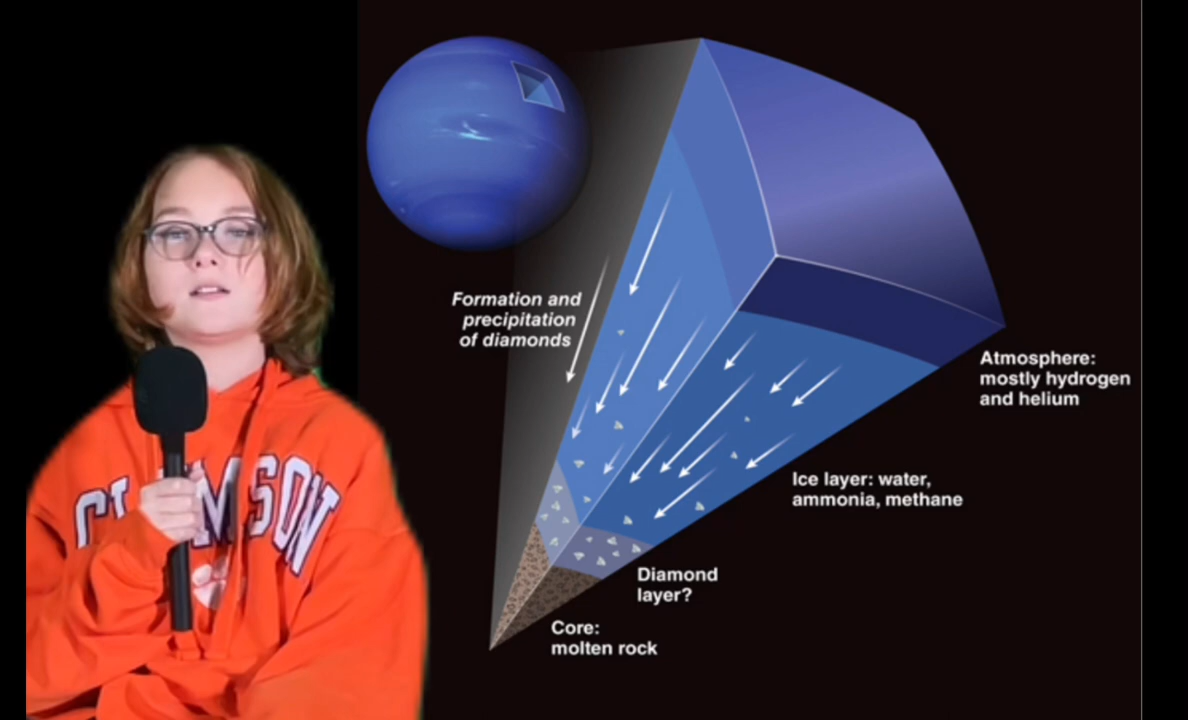 Formation and
precipitation
of diamonds
Atmosphere:
mostly hydrogen
and helium
Ice layer: water,
ammonia, methane
Diamond
layer?
Core:
molten rock
CLEMSON